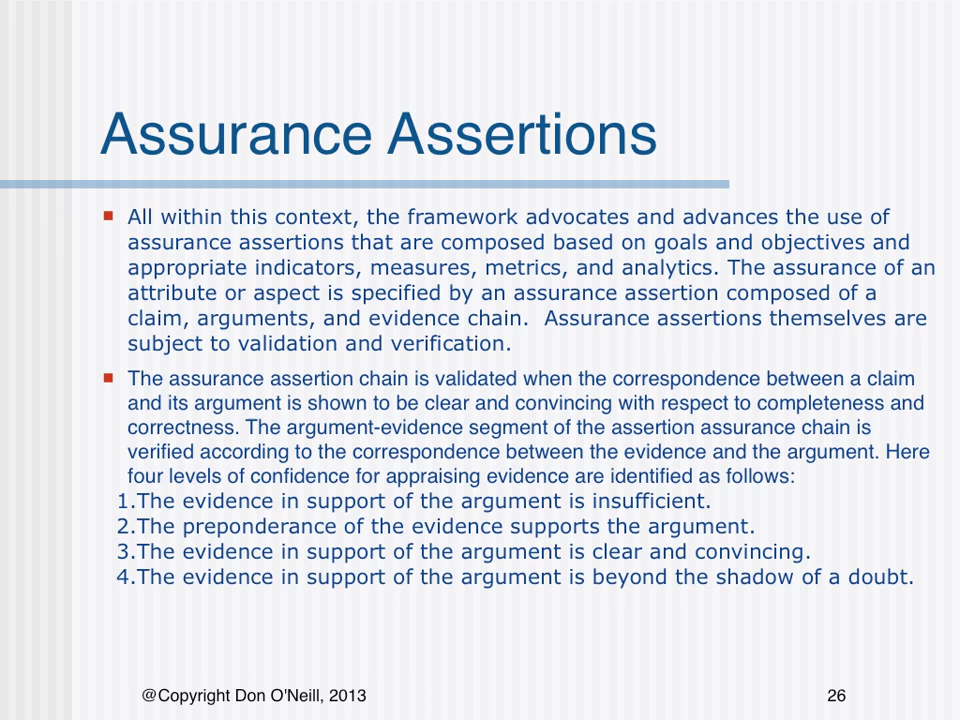 Assurance Assertions
All within this context, the framework advocates and advances the use of
assurance assertions that are composed based on goals and objectives and
appropriate indicators, measures, metrics, and analytics. The assurance of an
attribute or aspect is specified by an assurance assertion composed of a
claim, arguments, and evidence chain.  Assurance assertions themselves are
subject to validation and verification.
The assurance assertion chain is validated when the correspondence between a claim
and its argument is shown to be clear and convincing with respect to completeness and
correctness. The argument-evidence segment of the assertion assurance chain is
verified according to the correspondence between the evidence and the argument. Here
four levels of confidence for appraising evidence are identified as follows:
1.The evidence in support of the argument is insufficient.
2.The preponderance of the evidence supports the argument.
3.The evidence in support of the argument is clear and convincing.
4.The evidence in support of the argument is beyond the shadow of a doubt.
@Copyright Don O'Neill, 2013
26